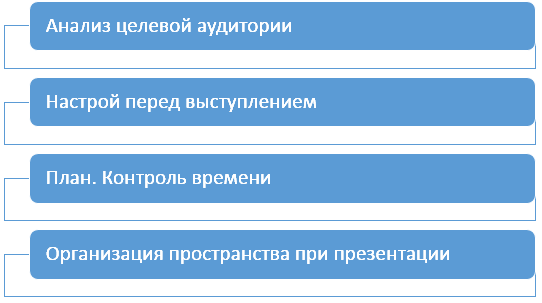 Анализ целевой аудитории
Настрой перед выступлением
План. Контроль времени
Организация пространства при презентации